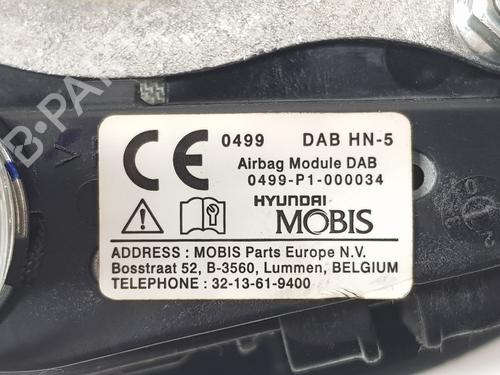 B-PARTS
CE 0499 DAB HN-5
Airbag Module DAB
0499-P1-000034
HYUNDAI
MOBIS
ADDRESS : MOBIS Parts Europe N.V.
Bosstraat 52, B-3560, Lummen, BELGIUM
TELEPHONE : 32-13-61-9400